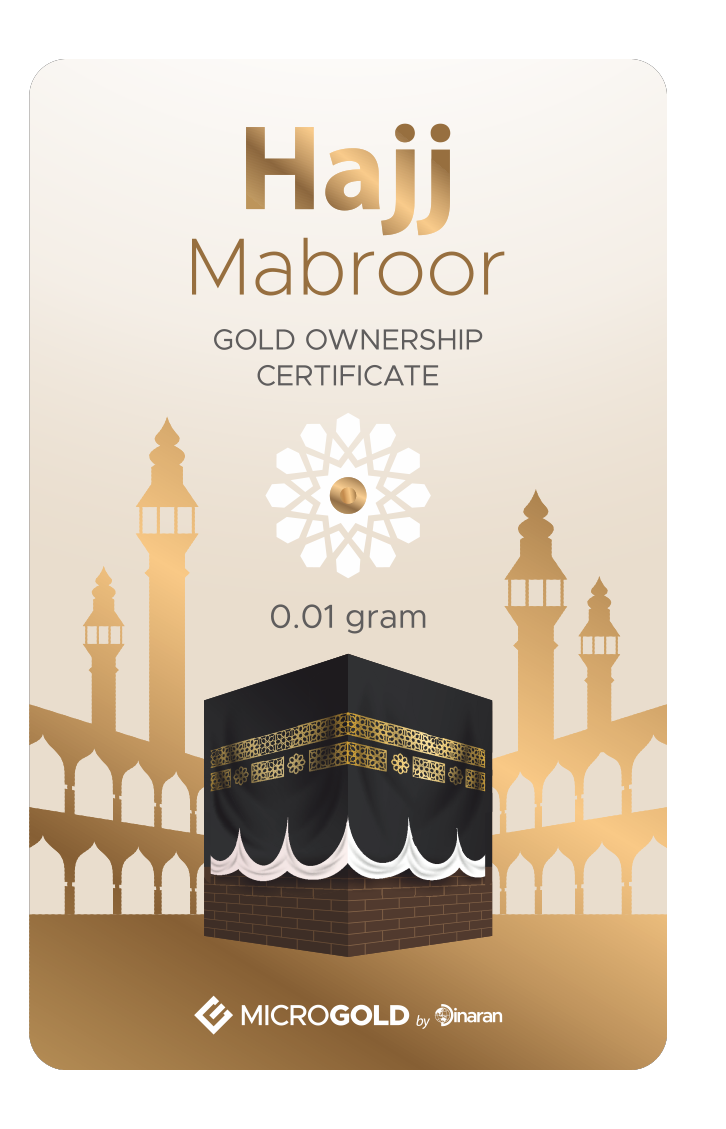 Hajj
Mabroor
GOLD OWNERSHIP
CERTIFICATE
0.01 gram
MICROGOLD by Dinaran